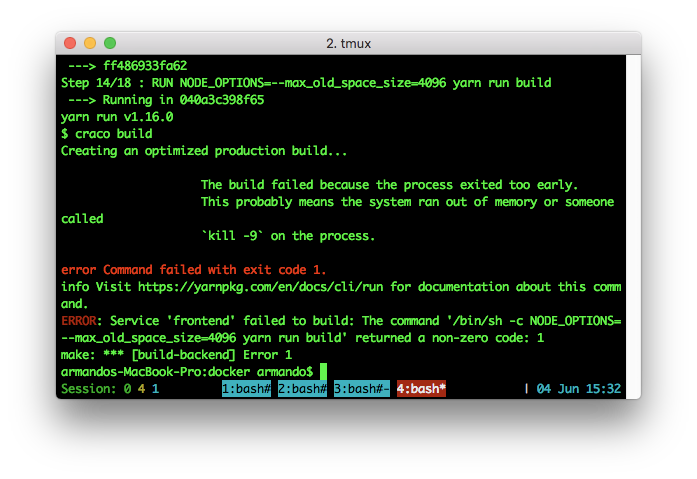 2. tmux
---> ff486933fa62
Step 14/18 : RUN NODE_OPTIONS=--max_old_space_size=4096 yarn run build
---> Running in 040a3c398f65
yarn run v1.16.0
$ craco build
Creating an optimized production build...
The build failed because the process exited too early.
This probably means the system ran out of memory or someone
called
`kill -9` on the process.
error Command failed with exit code 1.
info Visit https://yarnpkg.com/en/docs/cli/run for documentation about this comm
and.
ERROR: Service 'frontend' failed to build: The command '/bin/sh -c NODE_OPTIONS=
--max_old_space_size=4096 yarn run build' returned a non-zero code: 1
make: *** [build-backend] Error 1
armandos-MacBook-Pro:docker armando$
Session: 0 4 1 1:bash# 2:bash# 3:bash#- 4:bash* | 04 Jun 15:32